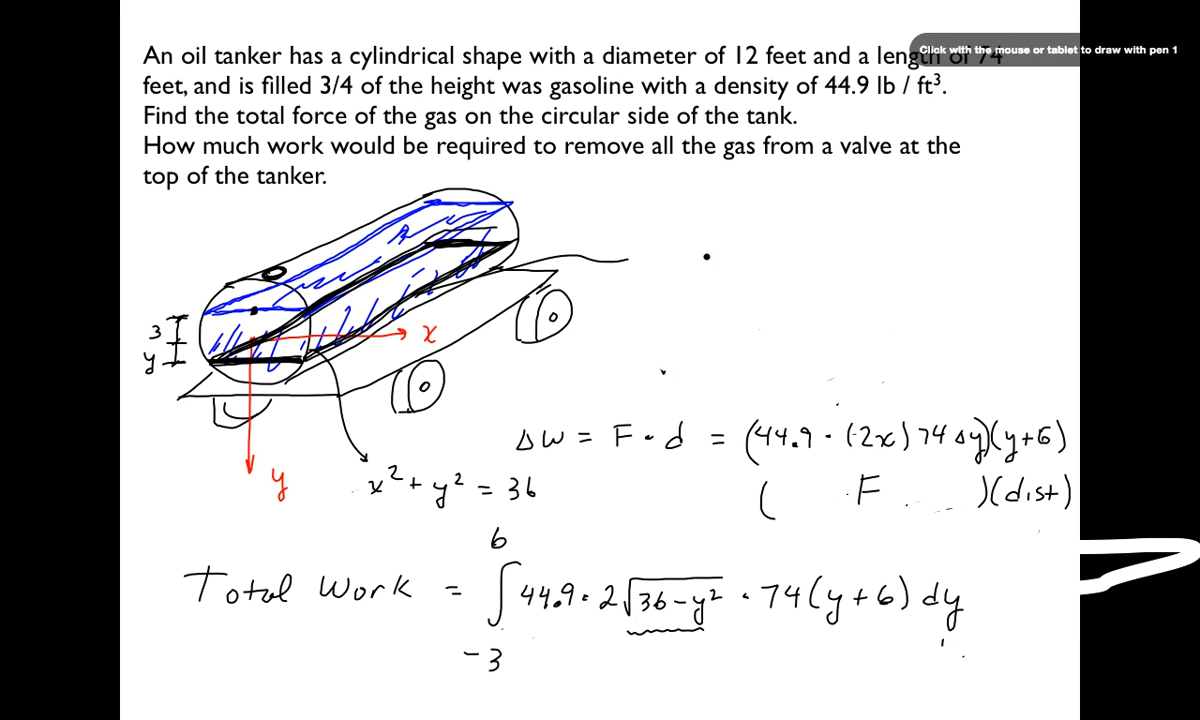 An oil tanker has a cylindrical shape with a diameter of 12 feet and a length of 74
Click with the mouse or tablet to draw with pen 1
feet, and is filled 3/4 of the height was gasoline with a density of 44.9 lb / ft³.
Find the total force of the gas on the circular side of the tank.
How much work would be required to remove all the gas from a valve at the
top of the tanker.
3
y
x
y
x² + y² = 36
ΔW = F · d = (44.9 · (2x) 74 Δy)(y+6)
( F )(dist)
Total Work = ∫₋₃⁶ 44.9 · 2√(36-y²) · 74(y+6) dy